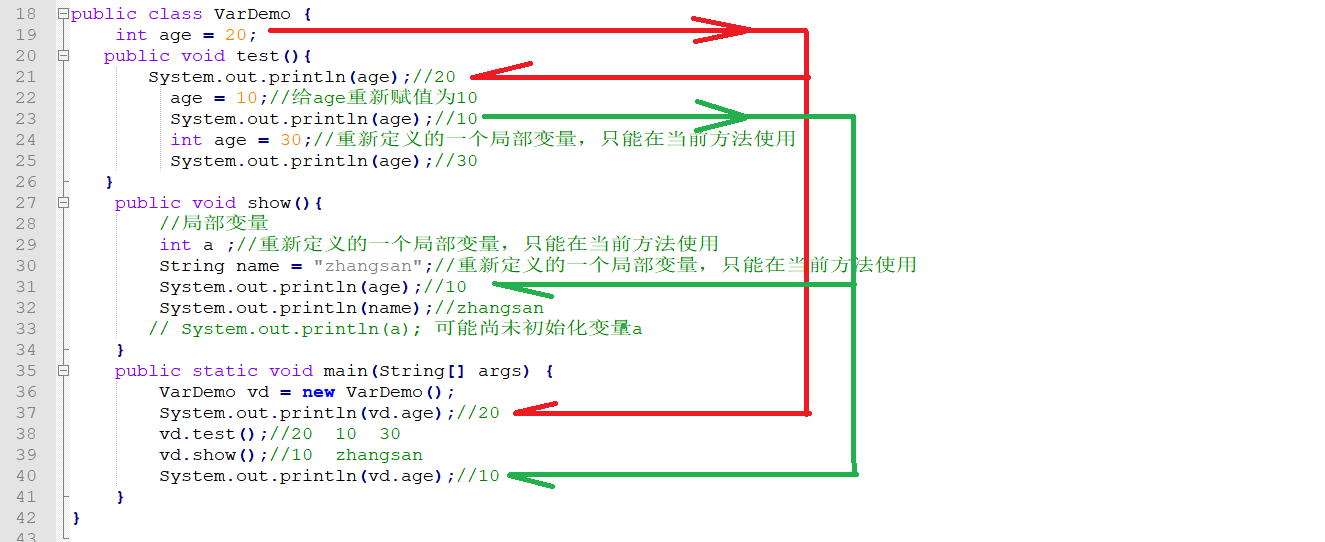 18 public class VarDemo {
19 int age = 20;
20 public void test(){
21 System.out.println(age);//20
22 age = 10;//给age重新赋值为10
23 System.out.println(age);//10
24 int age = 30;//重新定义的一个局部变量，只能在当前方法使用
25 System.out.println(age);//30
26 }
27 public void show(){
28 //局部变量
29 int a ;//重新定义的一个局部变量，只能在当前方法使用
30 String name = "zhangsan";//重新定义的一个局部变量，只能在当前方法使用
31 System.out.println(age);//10
32 System.out.println(name);//zhangsan
33 // System.out.println(a); 可能尚未初始化变量a
34 }
35 public static void main(String[] args) {
36 VarDemo vd = new VarDemo();
37 System.out.println(vd.age);//20
38 vd.test();//20 10 30
39 vd.show();//10 zhangsan
40 System.out.println(vd.age);//10
41 }
42 }
43